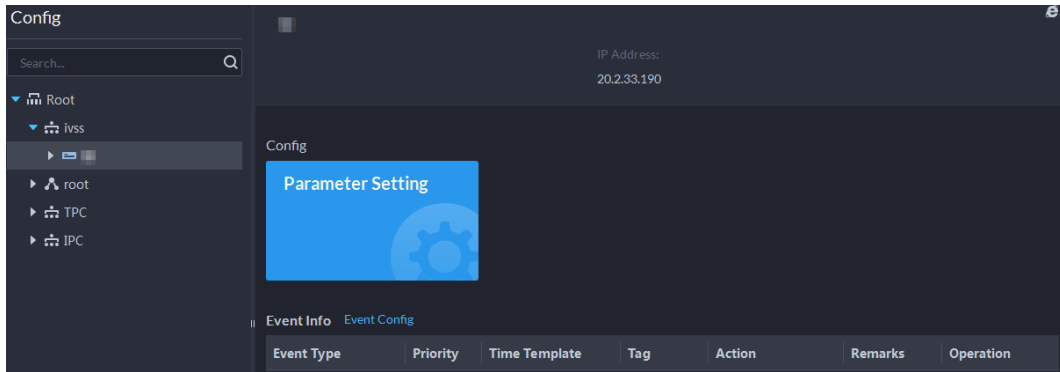 Config
Search...
Root
ivss
root
TPC
IPC
IP Address:
20.2.33.190
Config
Parameter Setting
Event Info Event Config
Event Type Priority Time Template Tag Action Remarks Operation